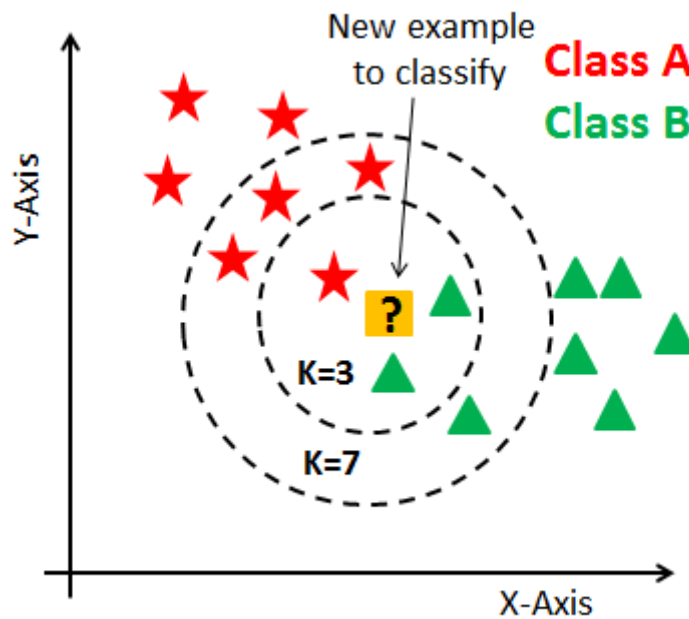 New example
to classify
Class A
Class B
Y-Axis
?
K=3
K=7
X-Axis